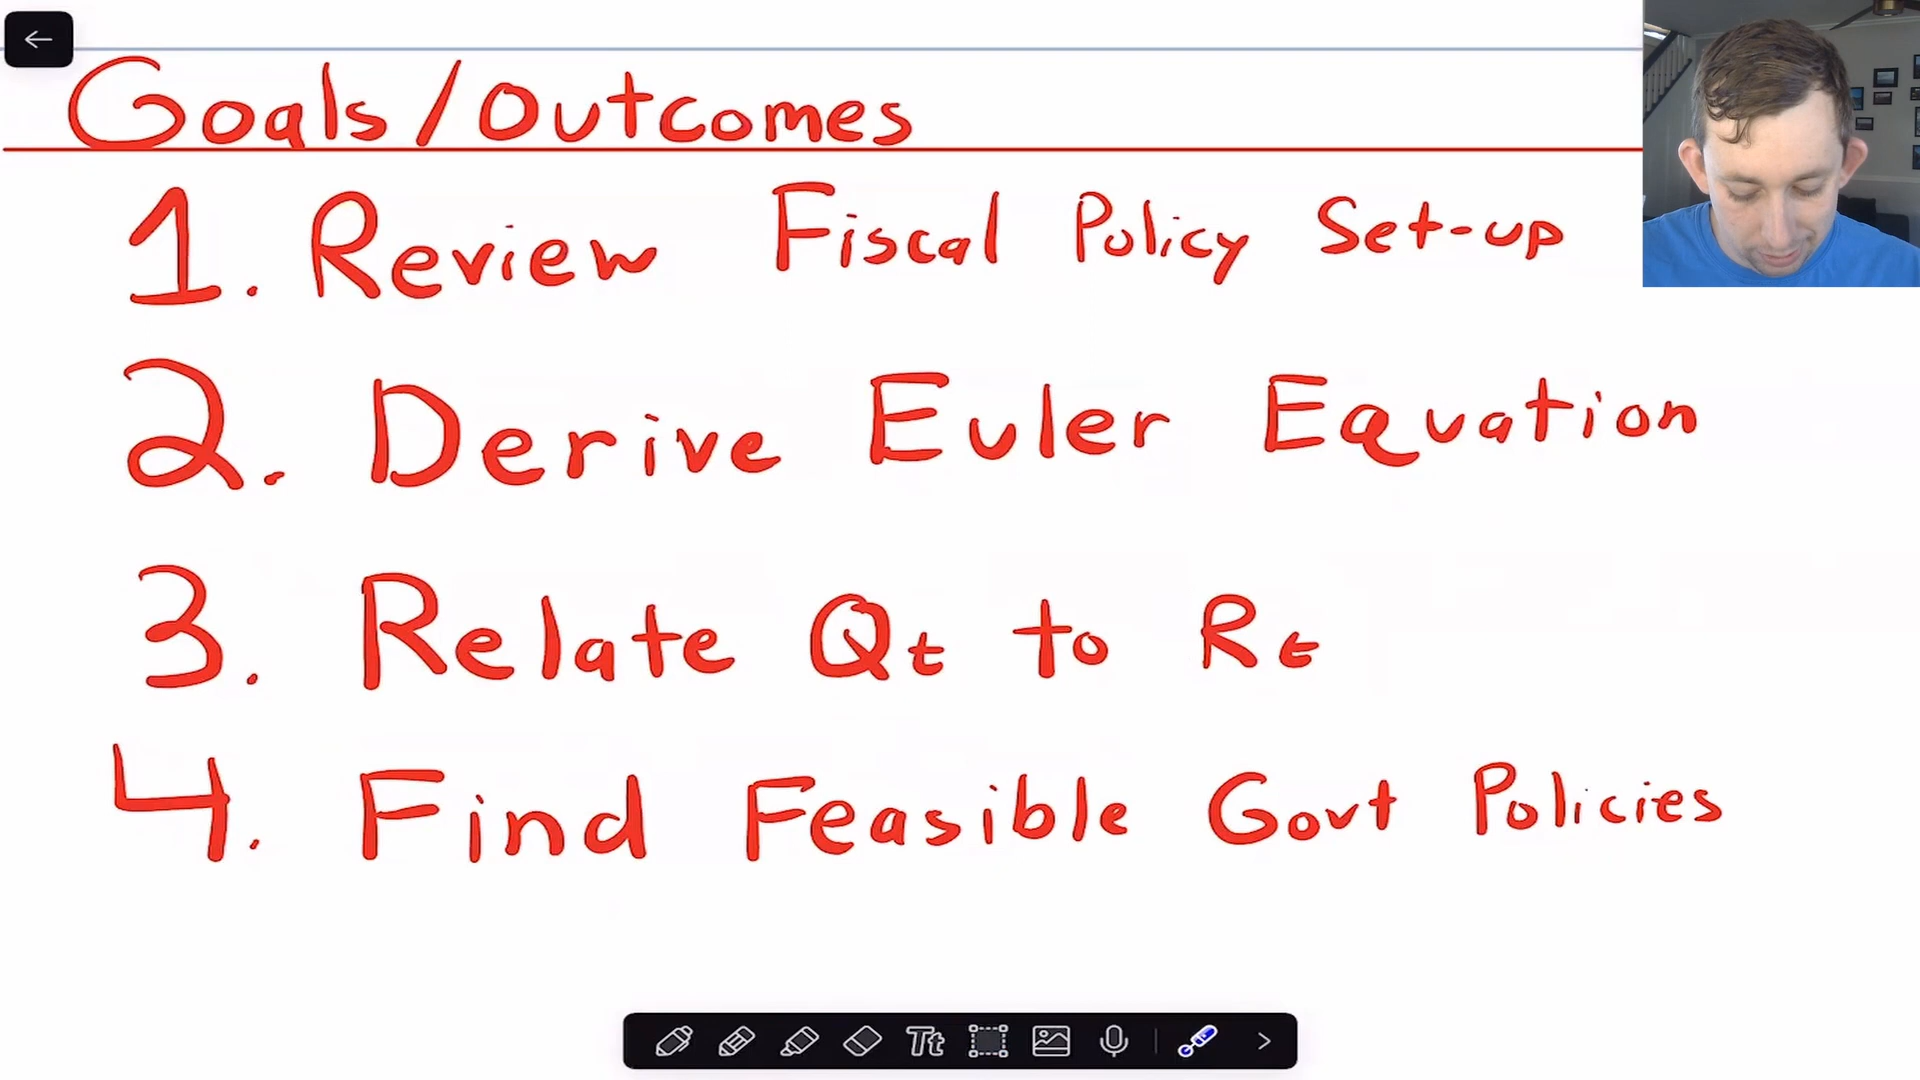 Goals/Outcomes
1. Review Fiscal Policy Set-up
2. Derive Euler Equation
3. Relate Qt to Rt
4. Find Feasible Govt Policies
Tt